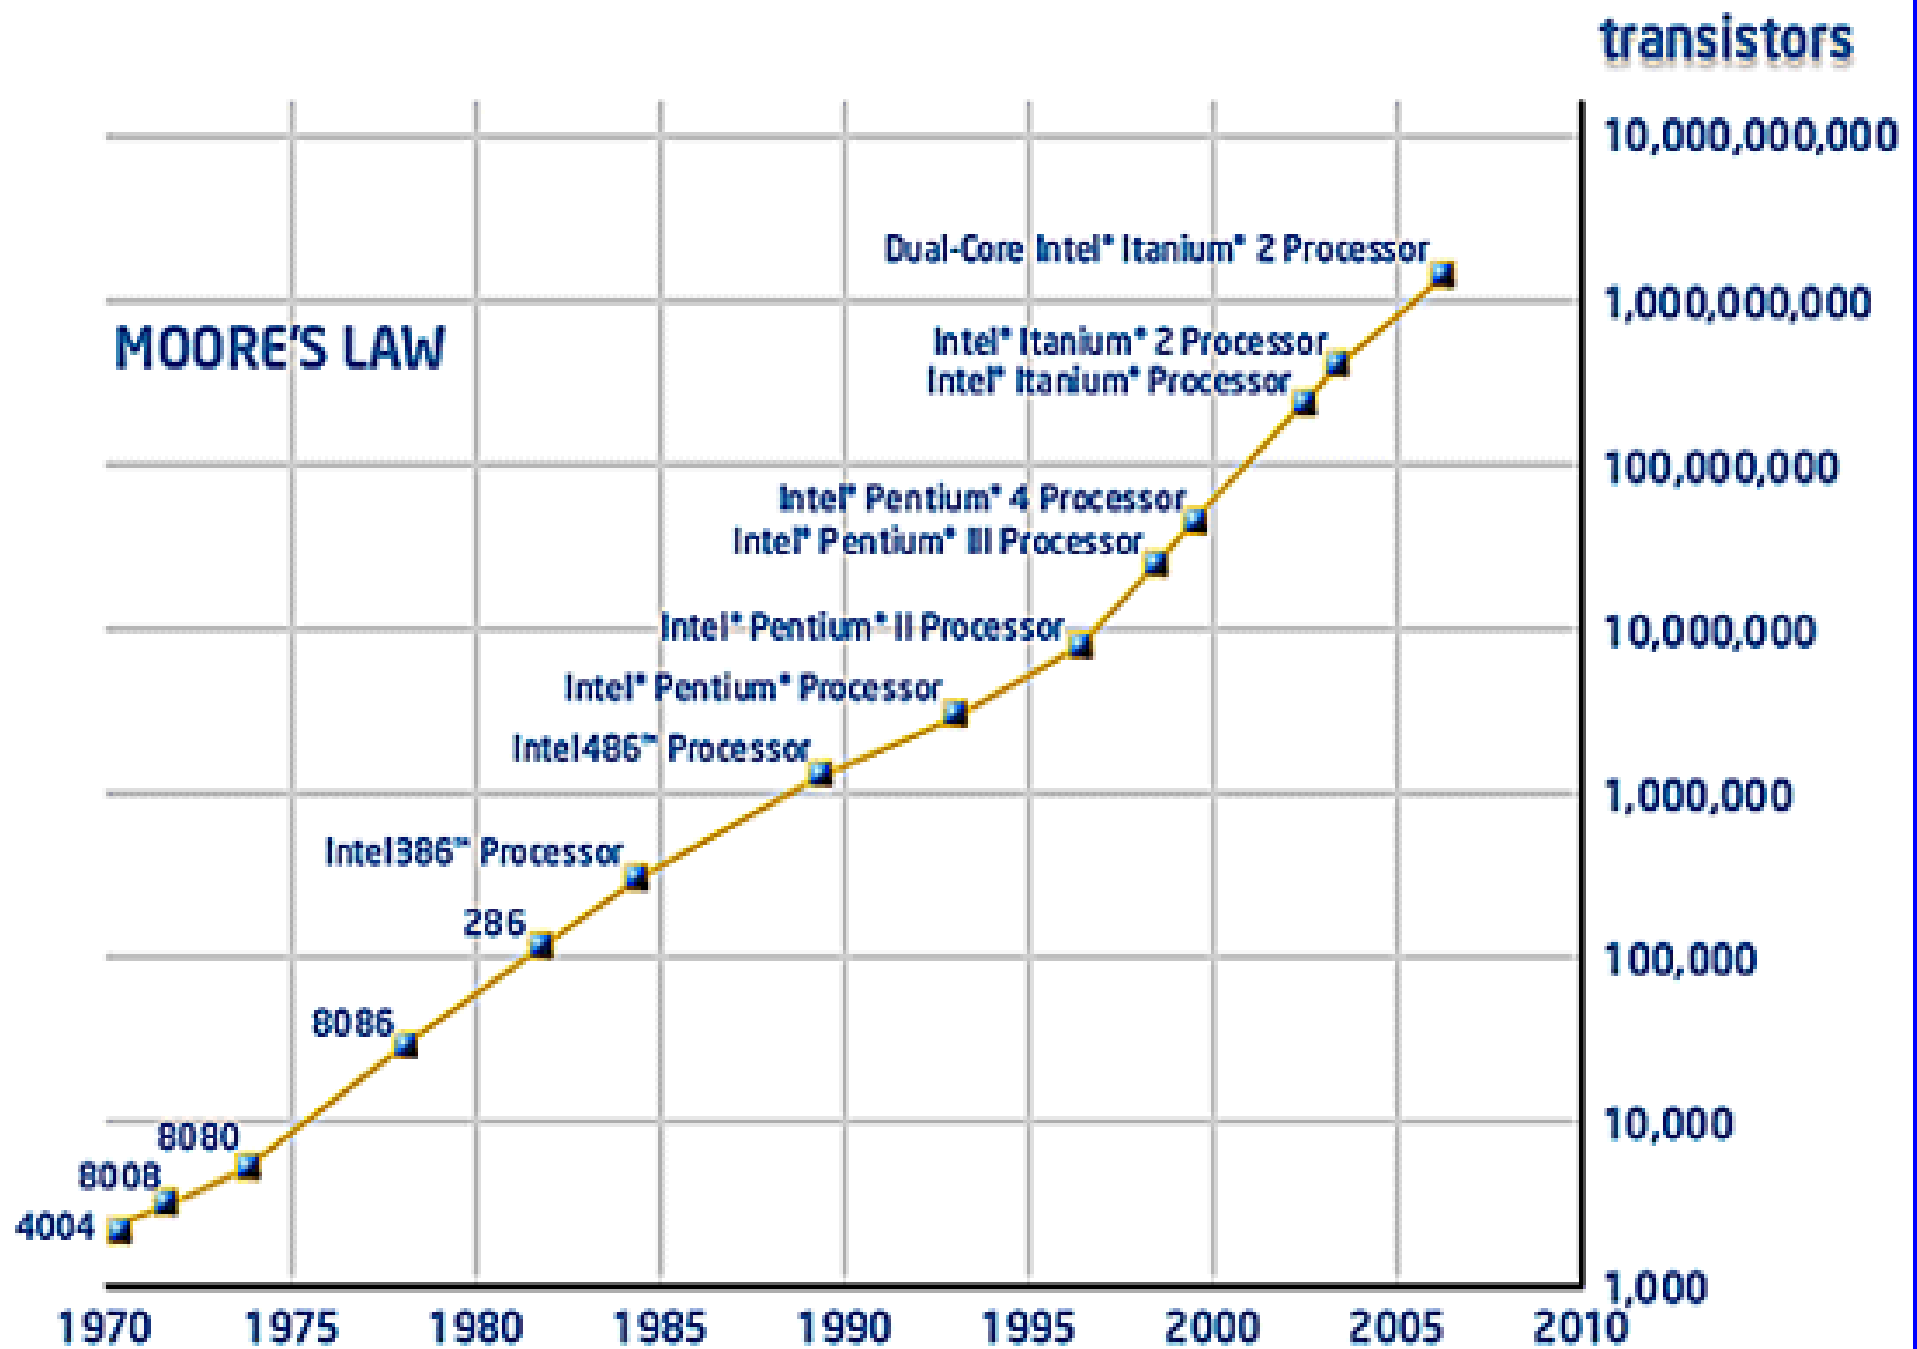 transistors
10,000,000,000
Dual-Core Intel® Itanium® 2 Processor
1,000,000,000
MOORE'S LAW
Intel® Itanium® 2 Processor
Intel® Itanium® Processor
100,000,000
Intel® Pentium® 4 Processor
Intel® Pentium® III Processor
Intel® Pentium® II Processor
10,000,000
Intel® Pentium® Processor
Intel486™ Processor
1,000,000
Intel386™ Processor
286
100,000
8086
10,000
8080
8008
4004
1,000
1970 1975 1980 1985 1990 1995 2000 2005 2010